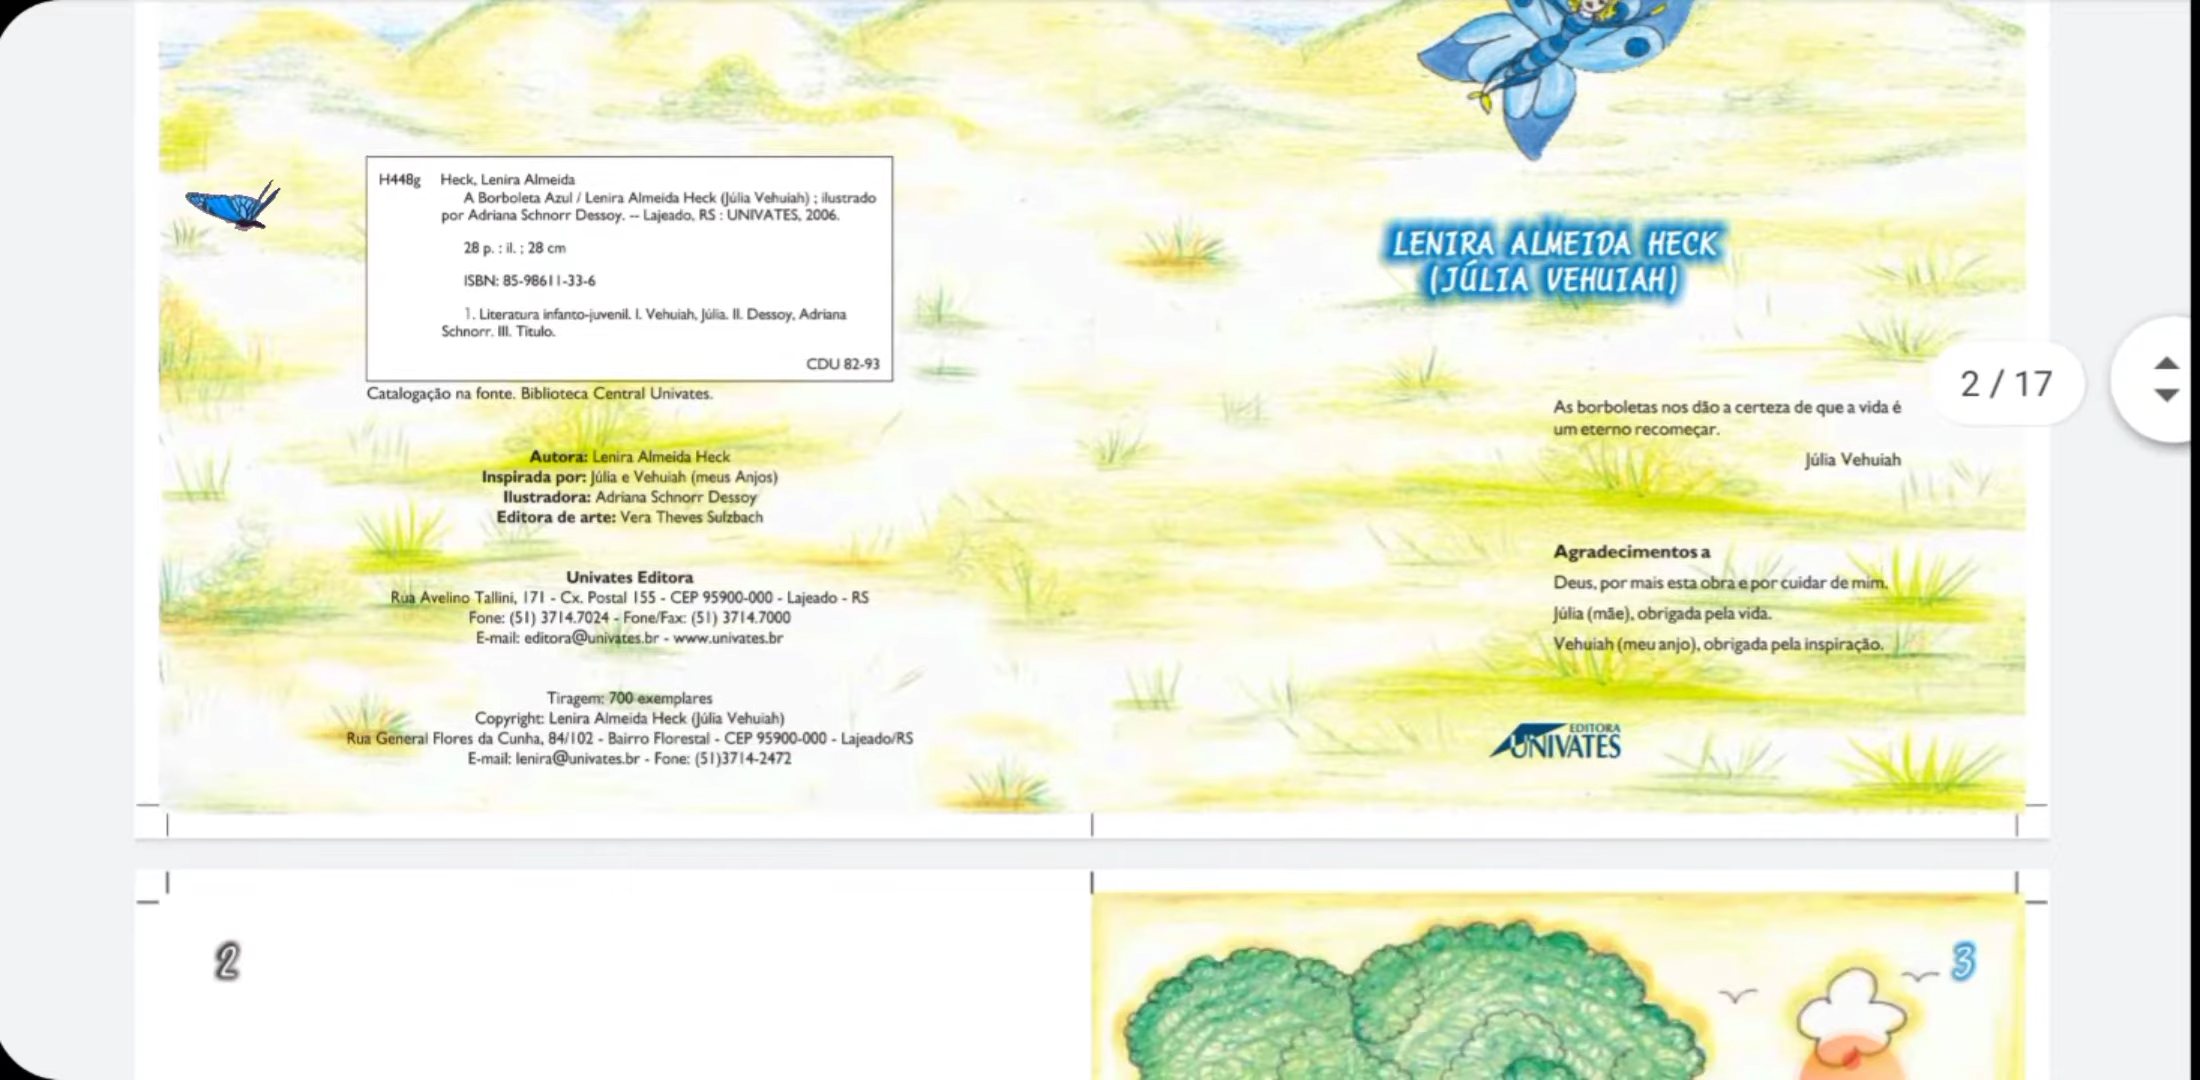 H448g Heck, Lenira Almeida
A Borboleta Azul / Lenira Almeida Heck (Júlia Vehuiah) ; ilustrado
por Adriana Schnorr Dessoy. -- Lajeado, RS : UNIVATES, 2006.
28 p. : il. ; 28 cm
ISBN: 85-98611-33-6
1. Literatura infanto-juvenil. I. Vehuiah, Júlia. II. Dessoy, Adriana
Schnorr. III. Título.
CDU 82-93
Catalogação na fonte. Biblioteca Central Univates.
Autora: Lenira Almeida Heck
Inspirada por: Júlia e Vehuiah (meus Anjos)
Ilustradora: Adriana Schnorr Dessoy
Editora de arte: Vera Theves Sulzbach
Univates Editora
Rua Avelino Tallini, 171 - Cx. Postal 155 - CEP 95900-000 - Lajeado - RS
Fone: (51) 3714.7024 - Fone/Fax: (51) 3714.7000
E-mail: editora@univates.br - www.univates.br
Tiragem: 700 exemplares
Copyright: Lenira Almeida Heck (Júlia Vehuiah)
Rua General Flores da Cunha, 84/102 - Bairro Florestal - CEP 95900-000 - Lajeado/RS
E-mail: lenira@univates.br - Fone: (51)3714-2472
LENIRA ALMEIDA HECK
(JÚLIA VEHUIAH)
2 / 17
As borboletas nos dão a certeza de que a vida é
um eterno recomeçar.
Júlia Vehuiah
Agradecimentos a
Deus, por mais esta obra e por cuidar de mim.
Júlia (mãe), obrigada pela vida.
Vehuiah (meu anjo), obrigada pela inspiração.
EDITORA
UNIVATES
2
3